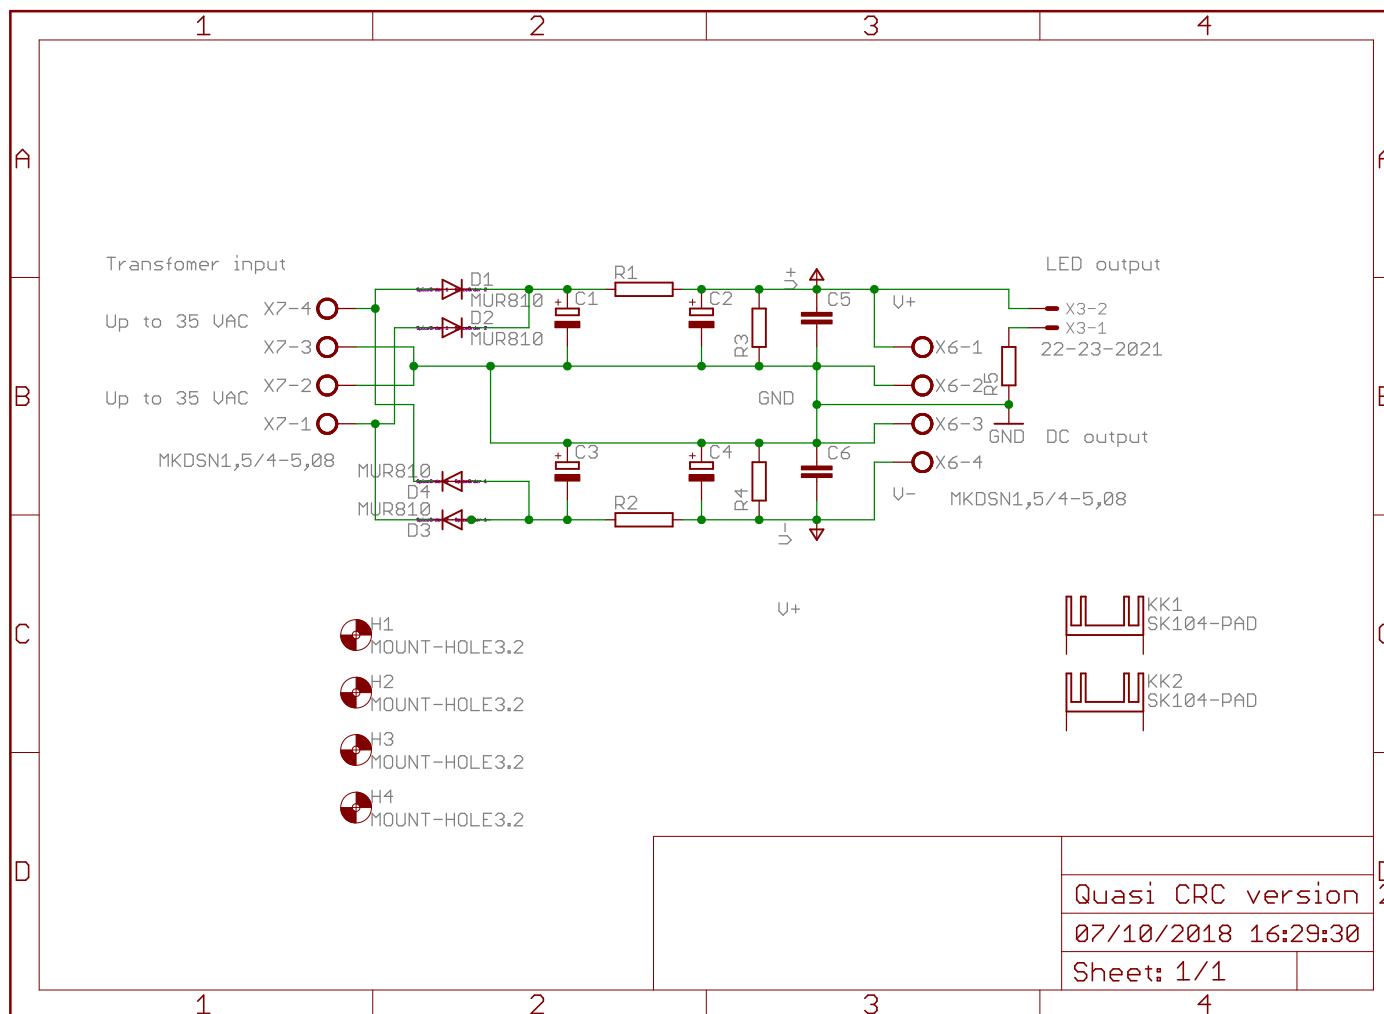 1 2 3 4
A
Transfomer input
LED output
D1
MUR810
R1
C1
C2
V+
C5
V+
X7-4
X3-2
Up to 35 VAC
D2
MUR810
X3-1
X7-3
R3
X6-1
22-23-2021
X7-2
X6-2
R5
B
Up to 35 VAC
GND
X7-1
X6-3
GND
DC output
MKDSN1,5/4-5,08
C3
C4
C6
X6-4
MUR810
D4
R4
V-
MKDSN1,5/4-5,08
MUR810
D3
R2
V-
V+
C
H1
MOUNT-HOLE3.2
KK1
SK104-PAD
H2
MOUNT-HOLE3.2
KK2
SK104-PAD
H3
MOUNT-HOLE3.2
H4
MOUNT-HOLE3.2
D
Quasi CRC version 2
07/10/2018 16:29:30
Sheet: 1/1
1 2 3 4